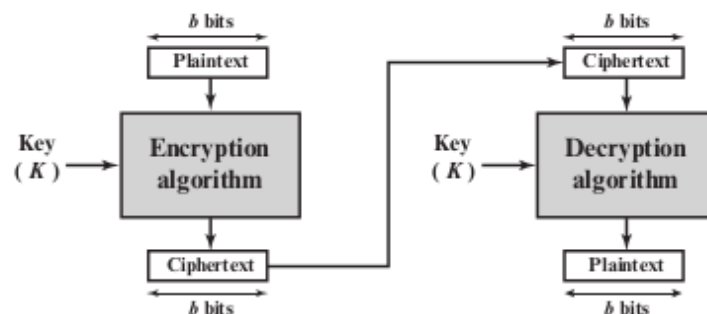 b bits
Plaintext
Key
( K )
Encryption
algorithm
Ciphertext
b bits
b bits
Ciphertext
Key
( K )
Decryption
algorithm
Plaintext
b bits